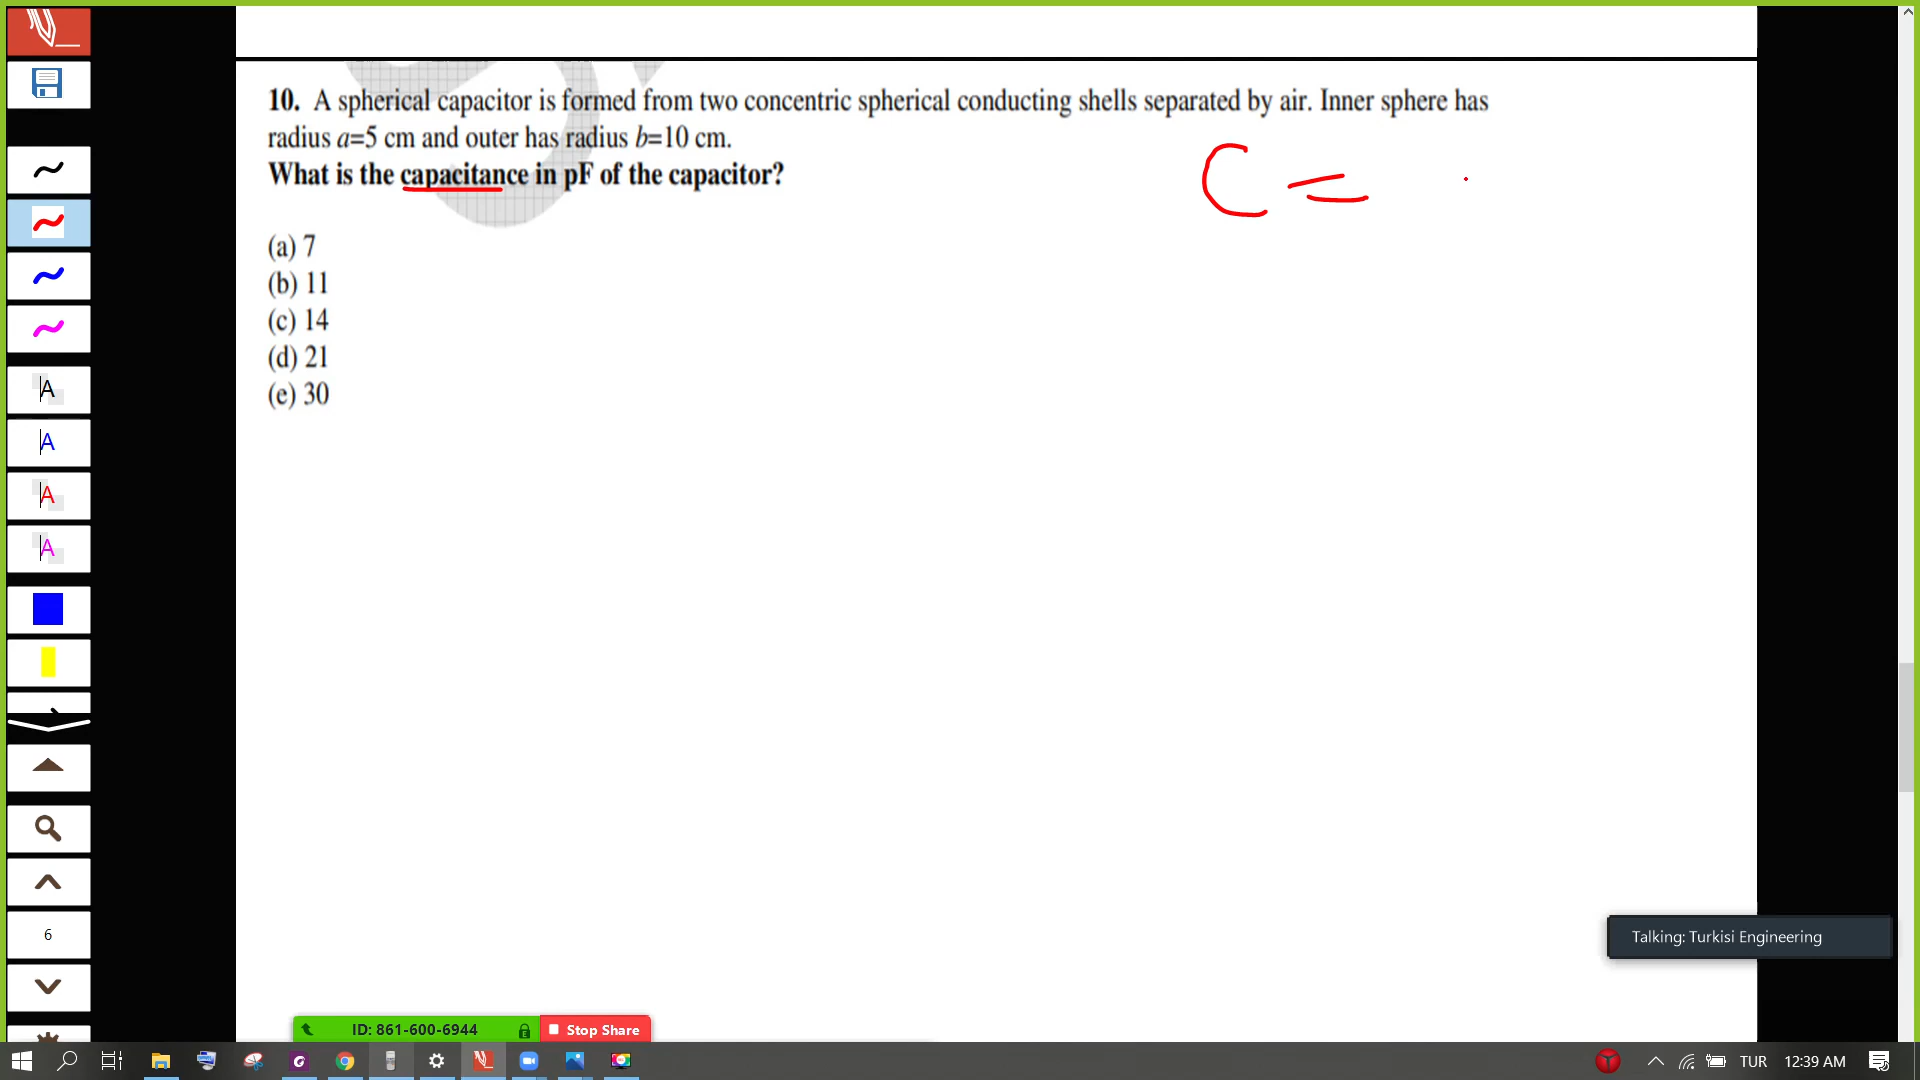 10. A spherical capacitor is formed from two concentric spherical conducting shells separated by air. Inner sphere has
radius a=5 cm and outer has radius b=10 cm.
What is the capacitance in pF of the capacitor?
C =
(a) 7
(b) 11
(c) 14
(d) 21
(e) 30
A
A
A
A
6
Talking: Turkisi Engineering
ID: 861-600-6944
Stop Share
TUR
12:39 AM